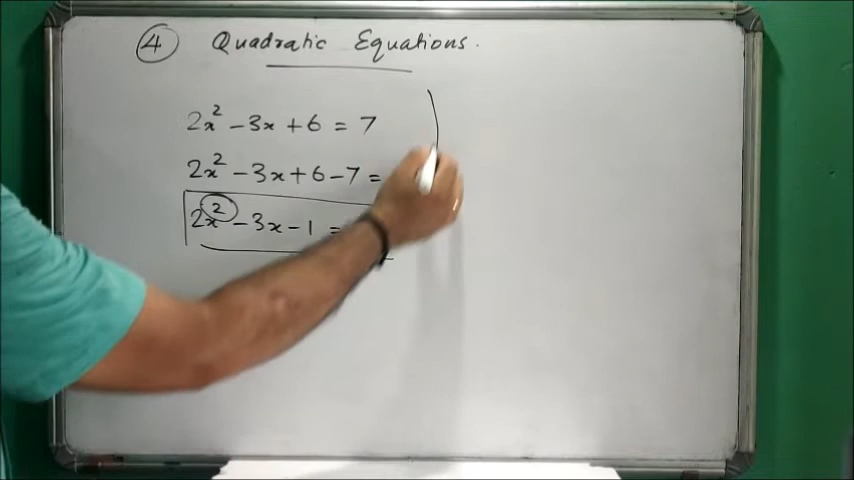 4 Quadratic Equations.
2x² - 3x + 6 = 7
2x² - 3x + 6 - 7 =
2x² - 3x - 1 =